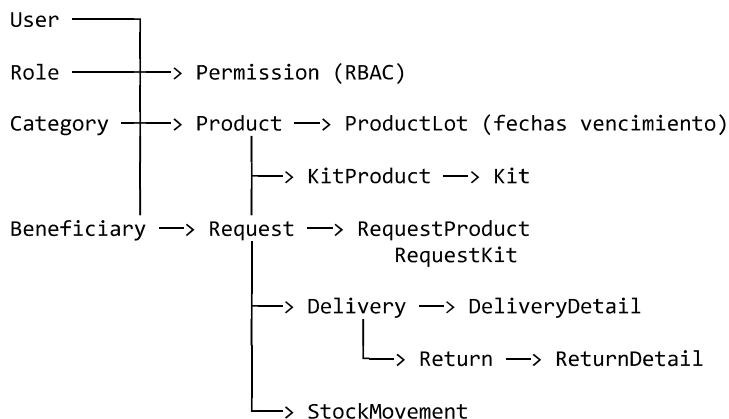 User
Role —> Permission (RBAC)
Category —> Product —> ProductLot (fechas vencimiento)
—> KitProduct —> Kit
Beneficiary —> Request —> RequestProduct
RequestKit
—> Delivery —> DeliveryDetail
—> Return —> ReturnDetail
—> StockMovement